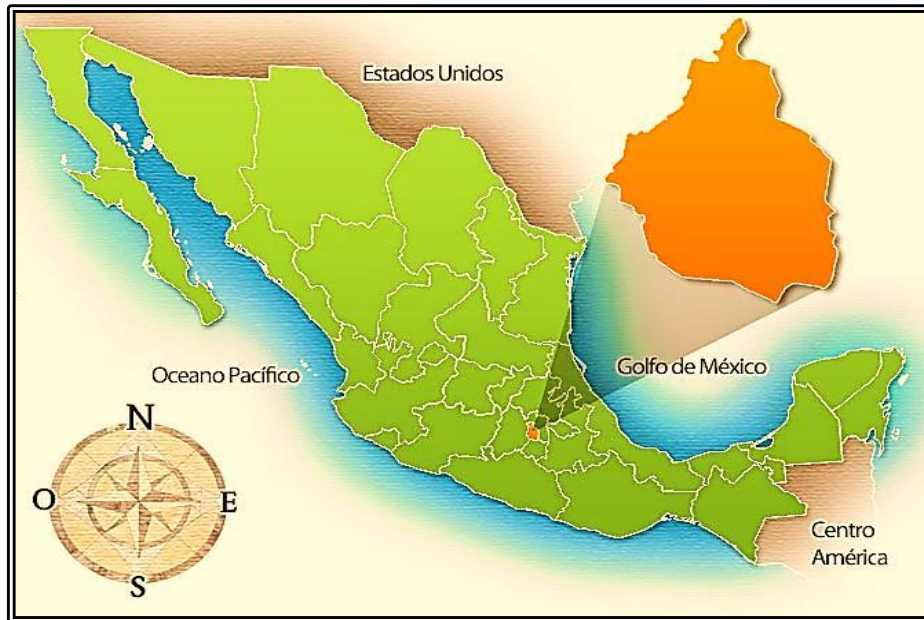 Estados Unidos
Oceano Pacífico
Golfo de México
N
O
E
S
Centro
América